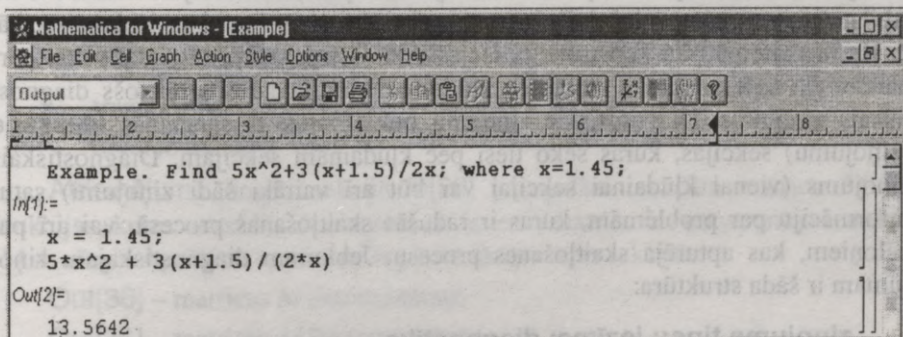 Mathematica for Windows - [Example]
File Edit Cell Graph Action Style Options Window Help
Output
1 2 3 4 5 6 7 8
Example. Find 5x^2+3(x+1.5)/2x; where x=1.45;
In[1]:=
x = 1.45;
5*x^2 + 3(x+1.5)/(2*x)
Out[2]=
13.5642